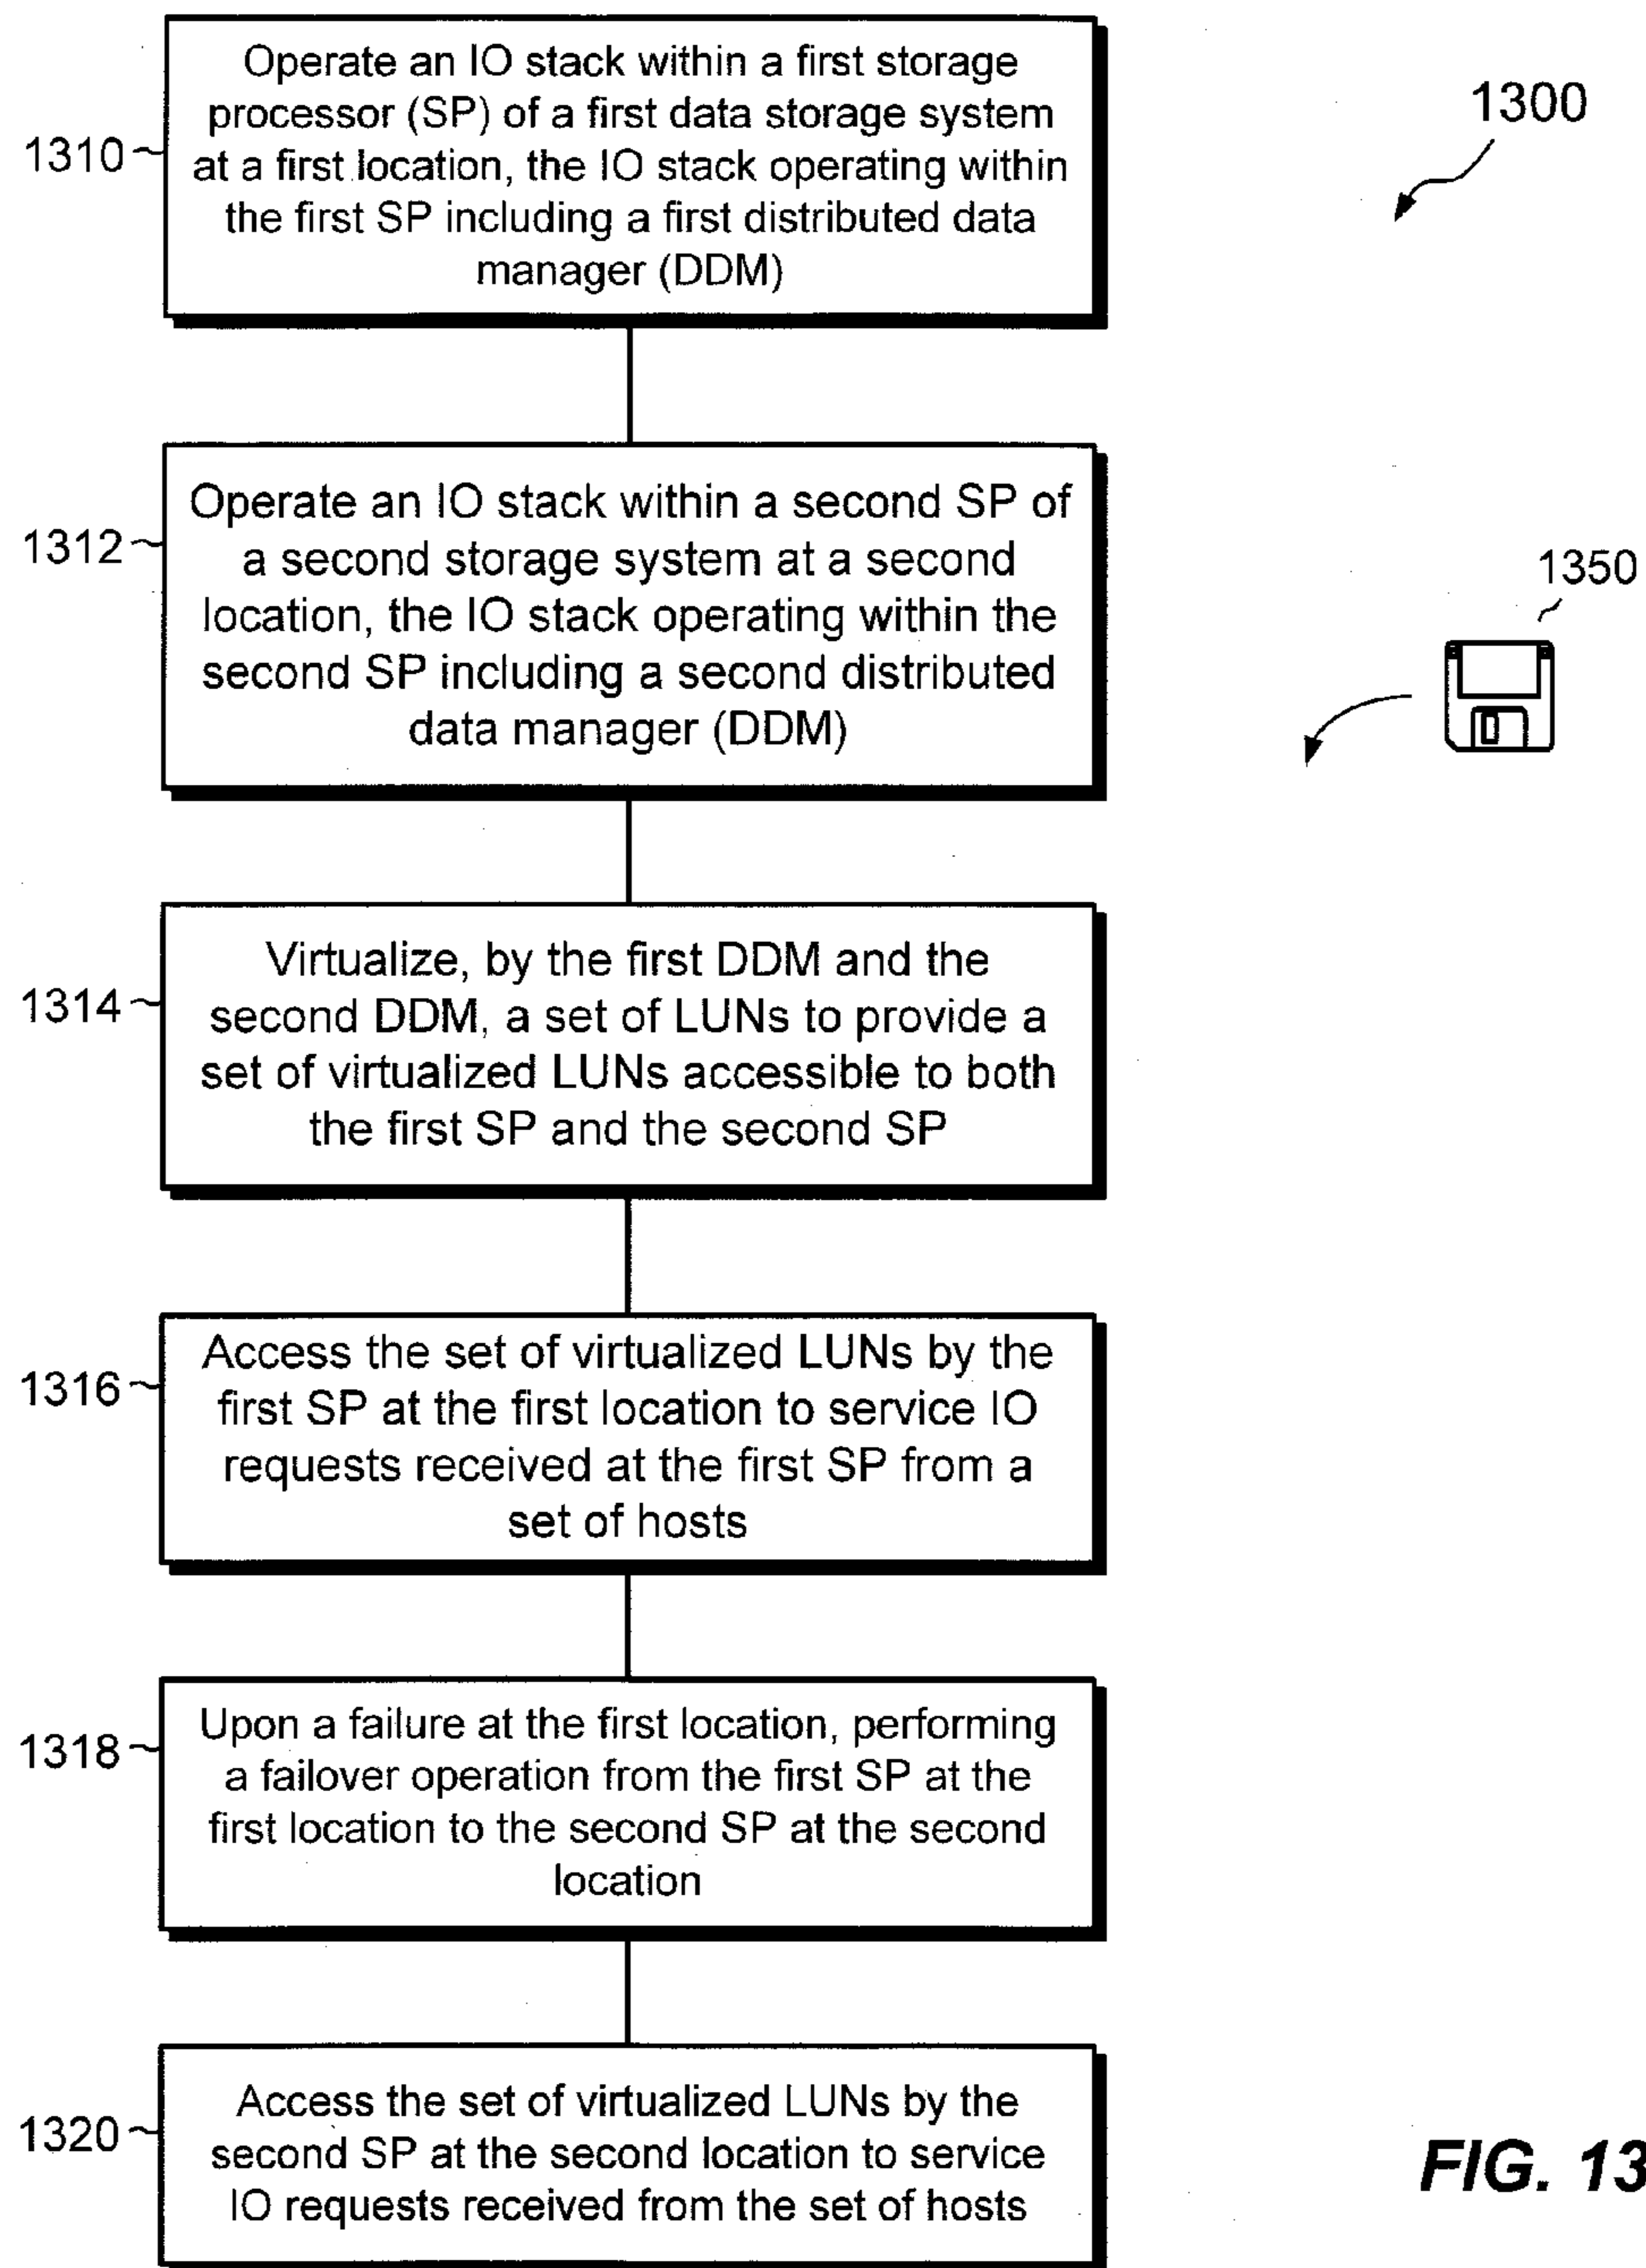 1300
1310
Operate an IO stack within a first storage
processor (SP) of a first data storage system
at a first location, the IO stack operating within
the first SP including a first distributed data
manager (DDM)
1312
Operate an IO stack within a second SP of
a second storage system at a second
location, the IO stack operating within the
second SP including a second distributed
data manager (DDM)
1350
1314
Virtualize, by the first DDM and the
second DDM, a set of LUNs to provide a
set of virtualized LUNs accessible to both
the first SP and the second SP
1316
Access the set of virtualized LUNs by the
first SP at the first location to service IO
requests received at the first SP from a
set of hosts
1318
Upon a failure at the first location, performing
a failover operation from the first SP at the
first location to the second SP at the second
location
1320
Access the set of virtualized LUNs by the
second SP at the second location to service
IO requests received from the set of hosts
FIG. 13